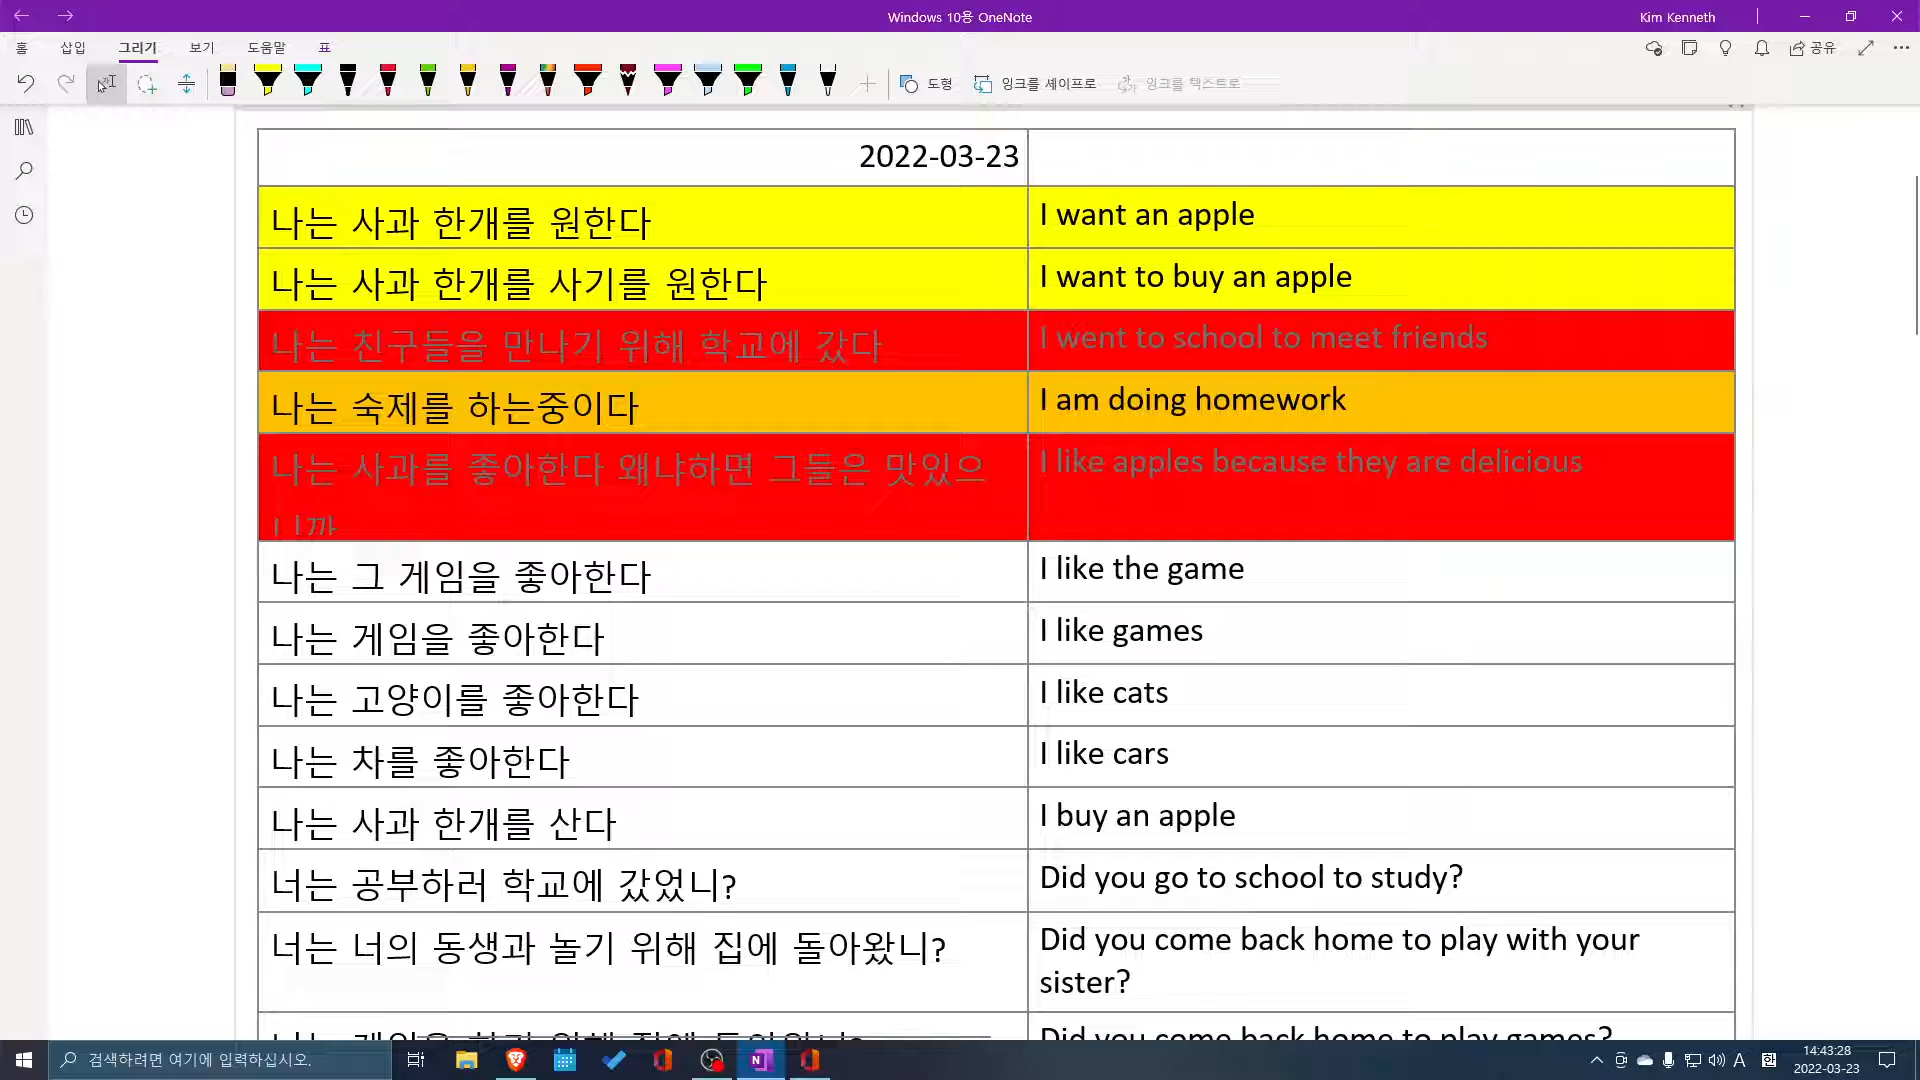 Windows 10용 OneNote
Kim Kenneth
홈 삽입 그리기 보기 도움말 표
공유
도형 잉크를 셰이프로 잉크를 텍스트로
2022-03-23
나는 사과 한개를 원한다 I want an apple
나는 사과 한개를 사기를 원한다 I want to buy an apple
나는 친구들을 만나기 위해 학교에 갔다 I went to school to meet friends
나는 숙제를 하는중이다 I am doing homework
나는 사과를 좋아한다 왜냐하면 그들은 맛있으 I like apples because they are delicious
니까
나는 그 게임을 좋아한다 I like the game
나는 게임을 좋아한다 I like games
나는 고양이를 좋아한다 I like cats
나는 차를 좋아한다 I like cars
나는 사과 한개를 산다 I buy an apple
너는 공부하러 학교에 갔었니? Did you go to school to study?
너는 너의 동생과 놀기 위해 집에 돌아왔니? Did you come back home to play with your
sister?
Did you come back home to play games?
검색하려면 여기에 입력하십시오.
A 한 14:43:28
2022-03-23